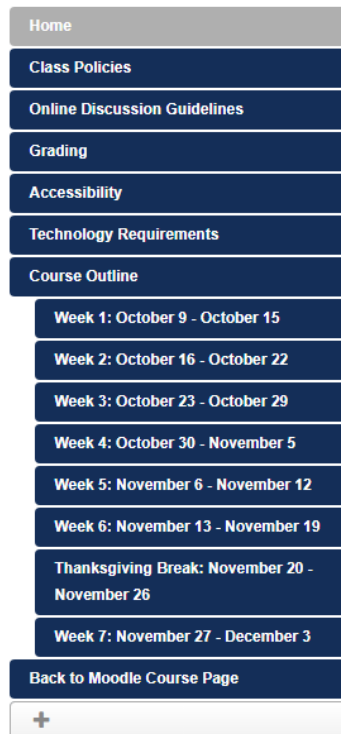 Home
Class Policies
Online Discussion Guidelines
Grading
Accessibility
Technology Requirements
Course Outline
Week 1: October 9 - October 15
Week 2: October 16 - October 22
Week 3: October 23 - October 29
Week 4: October 30 - November 5
Week 5: November 6 - November 12
Week 6: November 13 - November 19
Thanksgiving Break: November 20 -
November 26
Week 7: November 27 - December 3
Back to Moodle Course Page